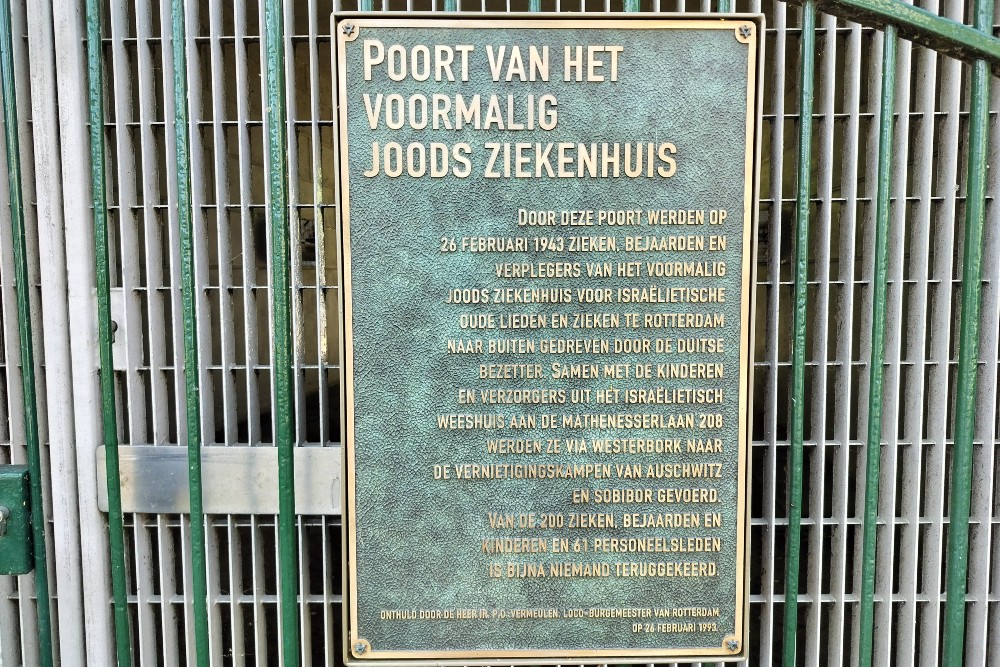 POORT VAN HET
VOORMALIG
JOODS ZIEKENHUIS
DOOR DEZE POORT WERDEN OP
26 FEBRUARI 1943 ZIEKEN, BEJAARDEN EN
VERPLEGERS VAN HET VOORMALIG
JOODS ZIEKENHUIS VOOR ISRAËLIETISCHE
OUDE LIEDEN EN ZIEKEN TE ROTTERDAM
NAAR BUITEN GEDREVEN DOOR DE DUITSE
BEZETTER. SAMEN MET DE KINDEREN
EN VERZORGERS UIT HET ISRAËLIETISCH
WEESHUIS AAN DE MATHENESSERLAAN 208
WERDEN ZE VIA WESTERBORK NAAR
DE VERNIETIGINGSKAMPEN VAN AUSCHWITZ
EN SOBIBOR GEVOERD.
VAN DE 200 ZIEKEN, BEJAARDEN EN
KINDEREN EN 61 PERSONEELSLEDEN
IS BIJNA NIEMAND TERUGGEKEERD.
ONTHULD DOOR DE HEER IR. P.O. VERMEULEN, LOCO-BURGEMEESTER VAN ROTTERDAM,
OP 26 FEBRUARI 1993.